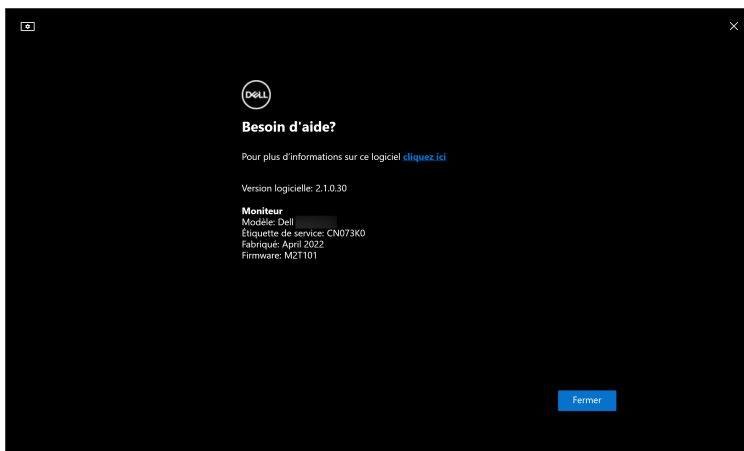 DELL
Besoin d'aide?
Pour plus d'informations sur ce logiciel cliquez ici
Version logicielle: 2.1.0.30
Moniteur
Modèle: Dell
Étiquette de service: CN073K0
Fabriqué: April 2022
Firmware: M2T101
Fermer